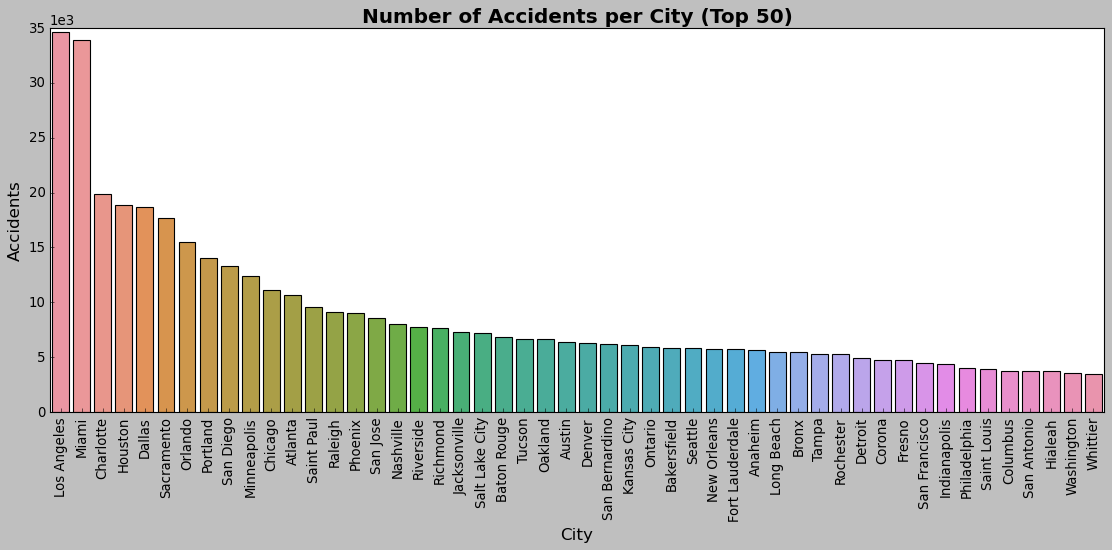 Number of Accidents per City (Top 50)
1e3
35
30
25
20
15
10
5
0
Accidents
Los Angeles
Miami
Charlotte
Houston
Dallas
Sacramento
Orlando
Portland
San Diego
Minneapolis
Chicago
Atlanta
Saint Paul
Raleigh
Phoenix
San Jose
Nashville
Riverside
Richmond
Jacksonville
Salt Lake City
Baton Rouge
Tucson
Oakland
Austin
Denver
San Bernardino
Kansas City
Ontario
Bakersfield
Seattle
New Orleans
Fort Lauderdale
Anaheim
Long Beach
Bronx
Tampa
Rochester
Detroit
Corona
Fresno
San Francisco
Indianapolis
Philadelphia
Saint Louis
Columbus
San Antonio
Hialeah
Washington
Whittier
City